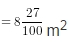 = 8 27/100 m²